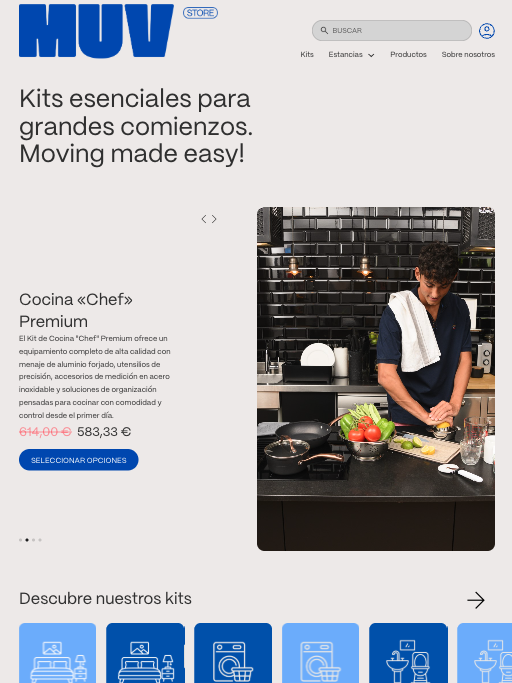 MUV
STORE
BUSCAR
Kits
Estancias
Productos
Sobre nosotros
Kits esenciales para
grandes comienzos.
Moving made easy!
Cocina «Chef»
Premium
El Kit de Cocina "Chef" Premium ofrece un
equipamiento completo de alta calidad con
menaje de aluminio forjado, utensilios de
precisión, accesorios de medición en acero
inoxidable y soluciones de organización
pensadas para cocinar con comodidad y
control desde el primer día.
614,00 € 583,33 €
SELECCIONAR OPCIONES
Descubre nuestros kits